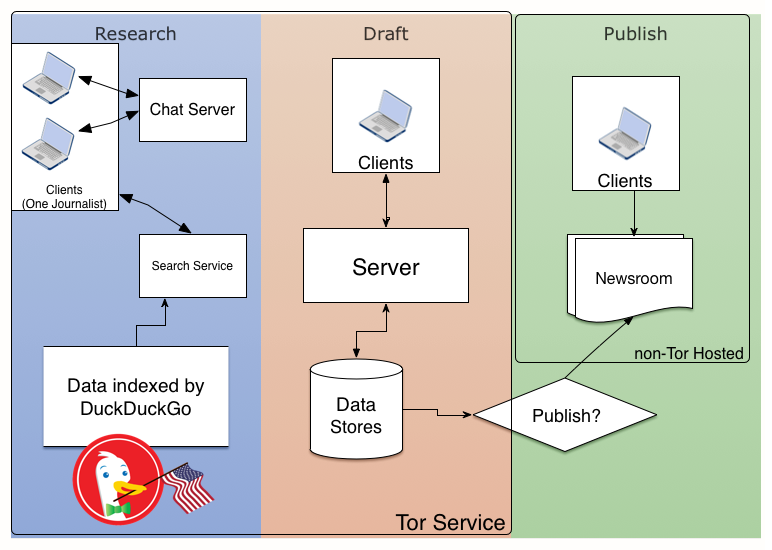 Research
Draft
Publish
Chat Server
Clients
(One Journalist)
Search Service
Data indexed by
DuckDuckGo
Clients
Server
Data
Stores
Clients
Newsroom
non-Tor Hosted
Publish?
Tor Service